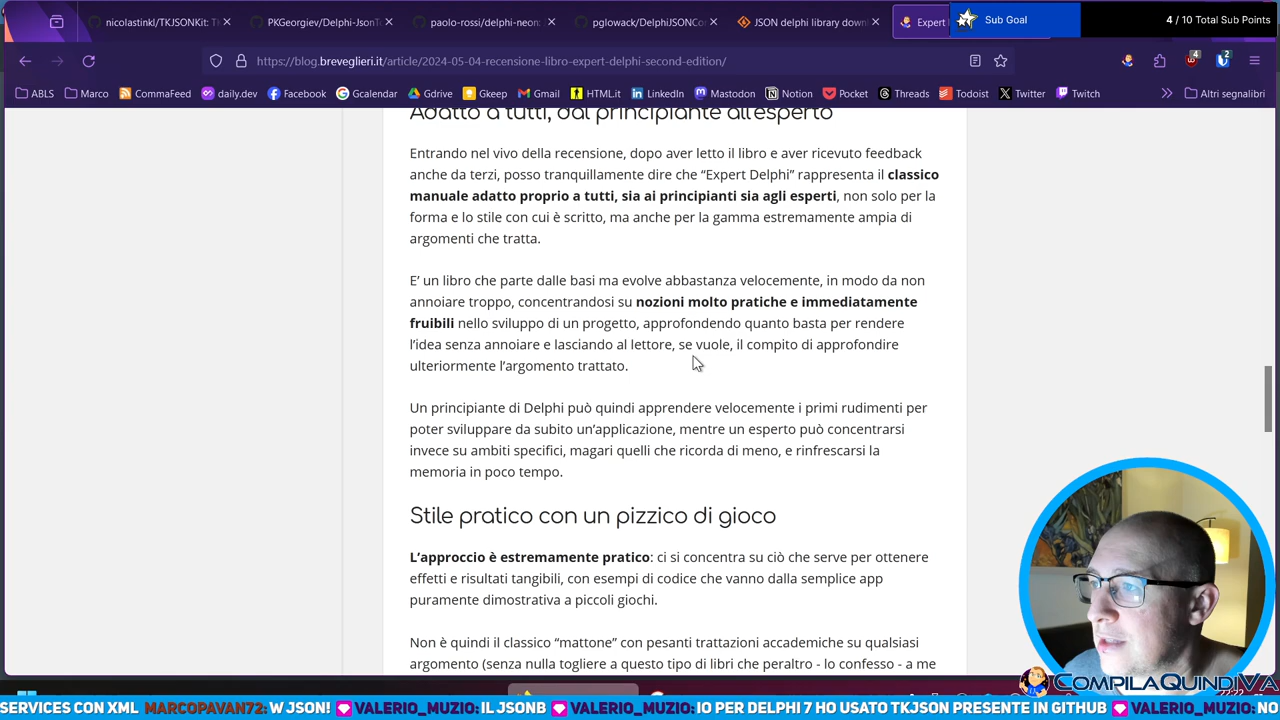 nicolastinkl/TKJSONKit: T
PKGeorgiev/Delphi-JsonT
paolo-rossi/delphi-neon:
pglowack/DelphiJSONCo
JSON delphi library down
Expert
Sub Goal
4 / 10 Total Sub Points
https://blog.breveglieri.it/article/2024-05-04-recensione-libro-expert-delphi-second-edition/
4
2
ABLS
Marco
CommaFeed
daily.dev
Facebook
Gcalendar
Gdrive
Gkeep
Gmail
HTML.it
LinkedIn
Mastodon
Notion
Pocket
Threads
Todoist
Twitter
Twitch
Altri segnalibri
Adatto a tutti, dal principiante all'esperto
Entrando nel vivo della recensione, dopo aver letto il libro e aver ricevuto feedback
anche da terzi, posso tranquillamente dire che “Expert Delphi” rappresenta il classico
manuale adatto proprio a tutti, sia ai principianti sia agli esperti, non solo per la
forma e lo stile con cui è scritto, ma anche per la gamma estremamente ampia di
argomenti che tratta.
E’ un libro che parte dalle basi ma evolve abbastanza velocemente, in modo da non
annoiare troppo, concentrandosi su nozioni molto pratiche e immediatamente
fruibili nello sviluppo di un progetto, approfondendo quanto basta per rendere
l’idea senza annoiare e lasciando al lettore, se vuole, il compito di approfondire
ulteriormente l’argomento trattato.
Un principiante di Delphi può quindi apprendere velocemente i primi rudimenti per
poter sviluppare da subito un‘applicazione, mentre un esperto può concentrarsi
invece su ambiti specifici, magari quelli che ricorda di meno, e rinfrescarsi la
memoria in poco tempo.
Stile pratico con un pizzico di gioco
L’approccio è estremamente pratico: ci si concentra su ciò che serve per ottenere
effetti e risultati tangibili, con esempi di codice che vanno dalla semplice app
puramente dimostrativa a piccoli giochi.
Non è quindi il classico “mattone” con pesanti trattazioni accademiche su qualsiasi
argomento (senza nulla togliere a questo tipo di libri che peraltro - lo confesso - a me
COMPILAQUINDIVA
SERVICES CON XML MARCOPAVAN72: W JSON! VALERIO_MUZIO: IL JSONB VALERIO_MUZIO: IO PER DELPHI 7 HO USATO TKJSON PRESENTE IN GITHUB VALERIO_MUZIO: NO